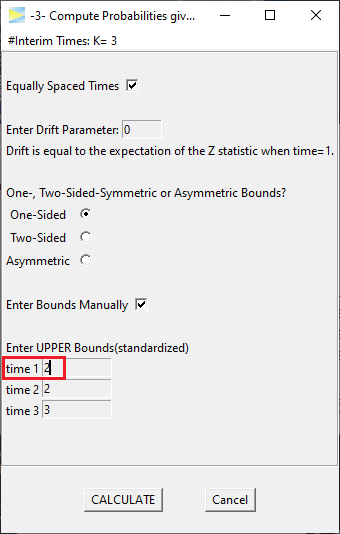 -3- Compute Probabilities giv...
#Interim Times: K= 3
Equally Spaced Times
Enter Drift Parameter: 0
Drift is equal to the expectation of the Z statistic when time=1.
One-, Two-Sided-Symmetric or Asymmetric Bounds?
One-Sided
Two-Sided
Asymmetric
Enter Bounds Manually
Enter UPPER Bounds(standardized)
time 1 2
time 2 2
time 3 3
CALCULATE Cancel